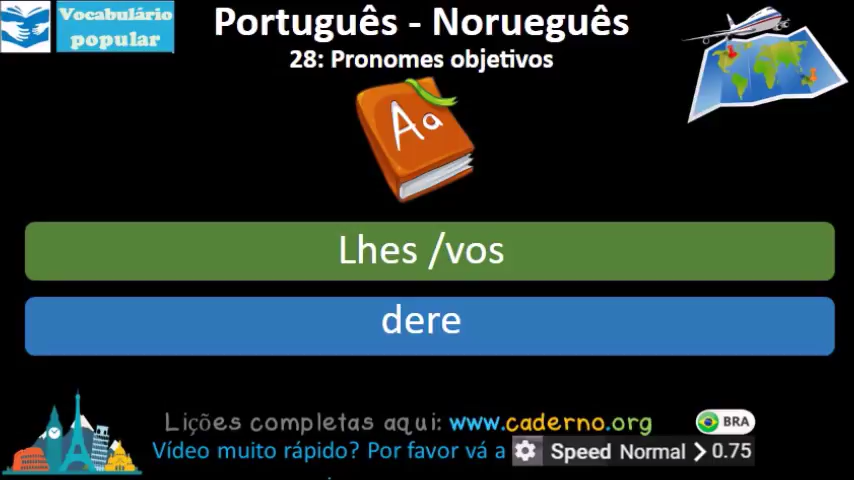 Vocabulário
popular
Português - Norueguês
28: Pronomes objetivos
Aa
Lhes /vos
dere
Lições completas aqui: www.caderno.org
BRA
Vídeo muito rápido? Por favor vá a Speed Normal > 0.75